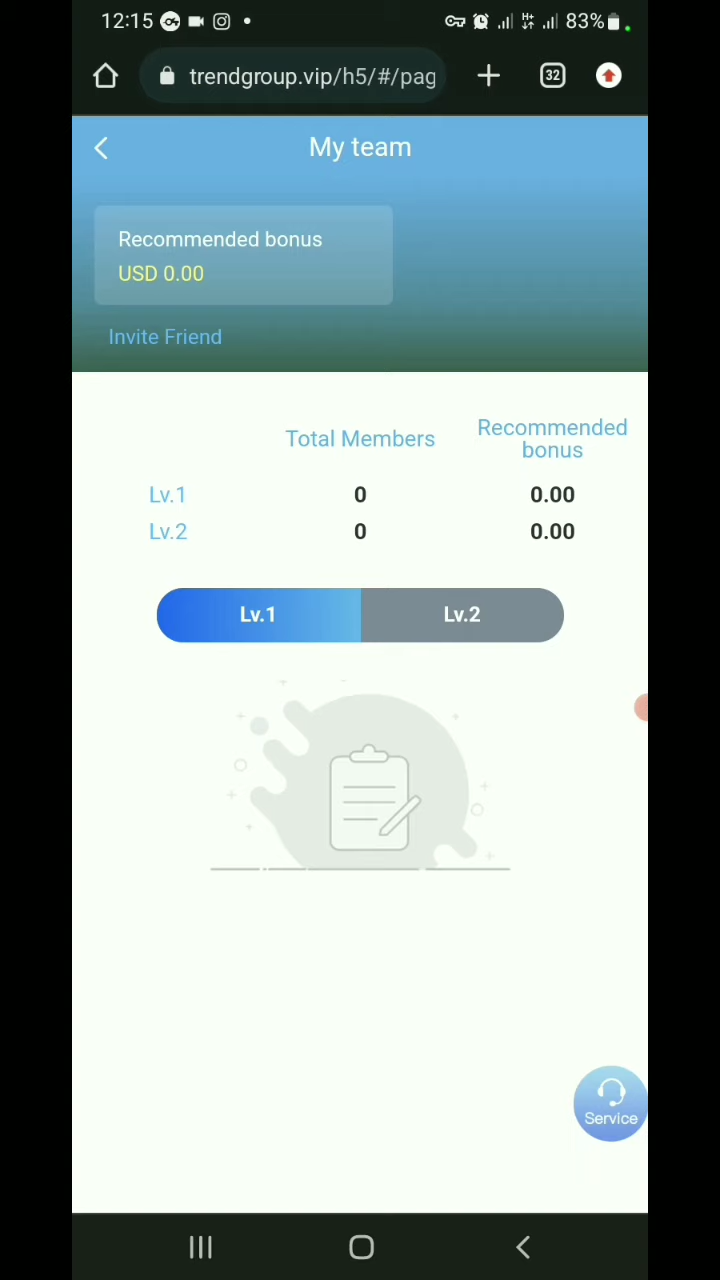 12:15 83%
trendgroup.vip/h5/#/pag 32
My team
Recommended bonus
USD 0.00
Invite Friend
Total Members Recommended bonus
Lv.1 0 0.00
Lv.2 0 0.00
Lv.1 Lv.2
Service